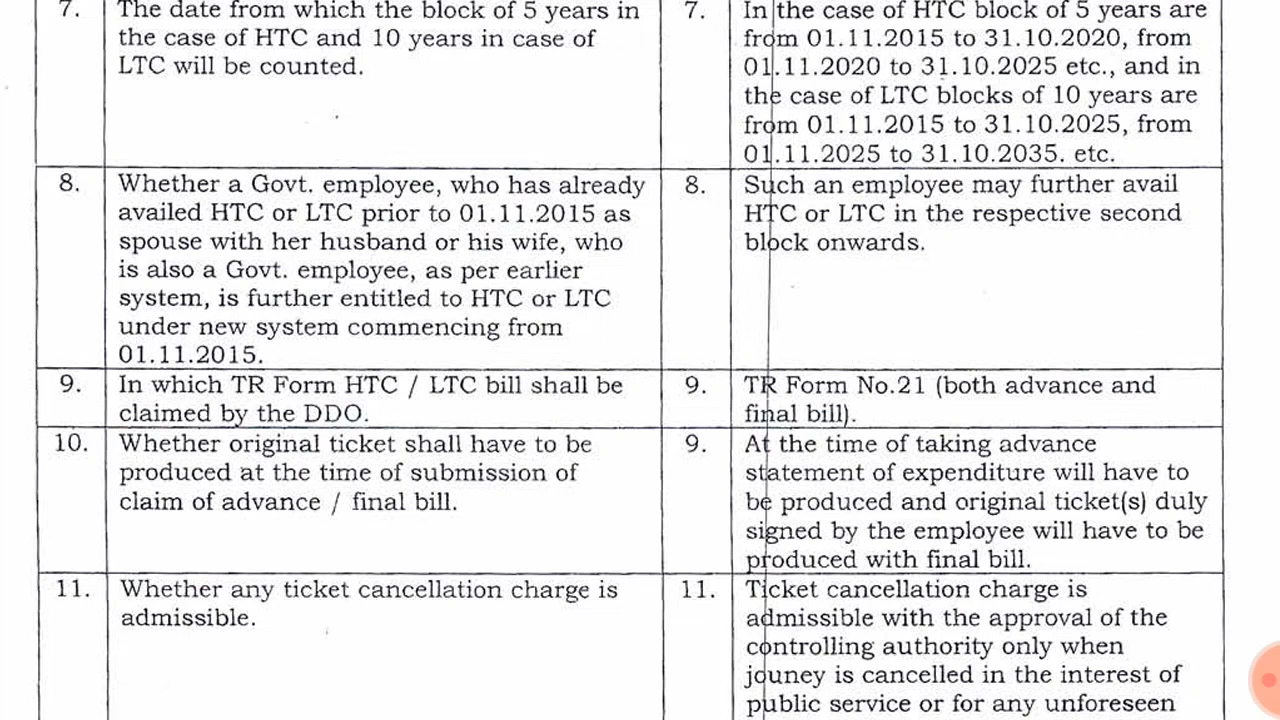 7.
The date from which the block of 5 years in
the case of HTC and 10 years in case of
LTC will be counted.
7.
In the case of HTC block of 5 years are
from 01.11.2015 to 31.10.2020, from
01.11.2020 to 31.10.2025 etc., and in
the case of LTC blocks of 10 years are
from 01.11.2015 to 31.10.2025, from
01.11.2025 to 31.10.2035. etc.
8.
Whether a Govt. employee, who has already
availed HTC or LTC prior to 01.11.2015 as
spouse with her husband or his wife, who
is also a Govt. employee, as per earlier
system, is further entitled to HTC or LTC
under new system commencing from
01.11.2015.
8.
Such an employee may further avail
HTC or LTC in the respective second
block onwards.
9.
In which TR Form HTC / LTC bill shall be
claimed by the DDO.
9.
TR Form No.21 (both advance and
final bill).
10.
Whether original ticket shall have to be
produced at the time of submission of
claim of advance / final bill.
9.
At the time of taking advance
statement of expenditure will have to
be produced and original ticket(s) duly
signed by the employee will have to be
produced with final bill.
11.
Whether any ticket cancellation charge is
admissible.
11.
Ticket cancellation charge is
admissible with the approval of the
controlling authority only when
jouney is cancelled in the interest of
public service or for any unforeseen